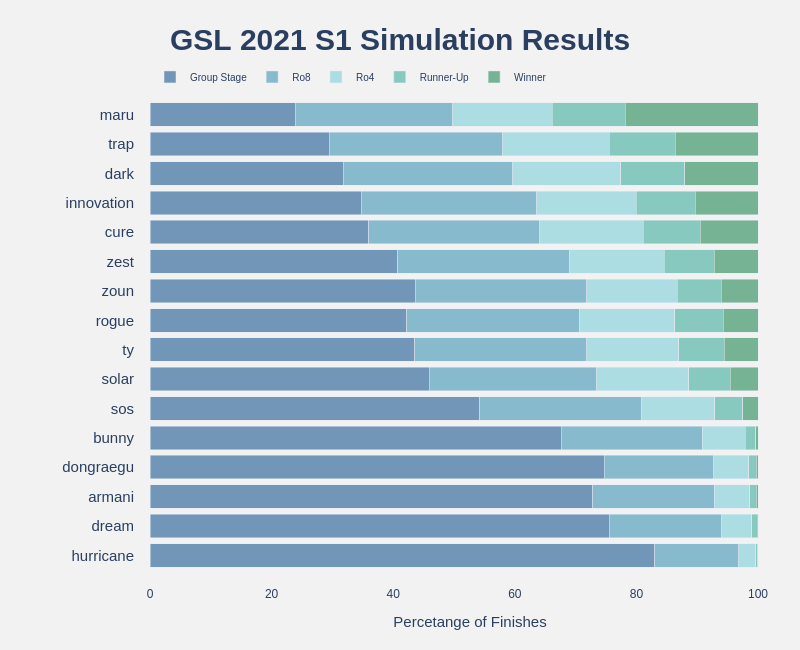 GSL 2021 S1 Simulation Results
Group Stage Ro8 Ro4 Runner-Up Winner
maru
trap
dark
innovation
cure
zest
zoun
rogue
ty
solar
sos
bunny
dongraegu
armani
dream
hurricane
0 20 40 60 80 100
Percetange of Finishes